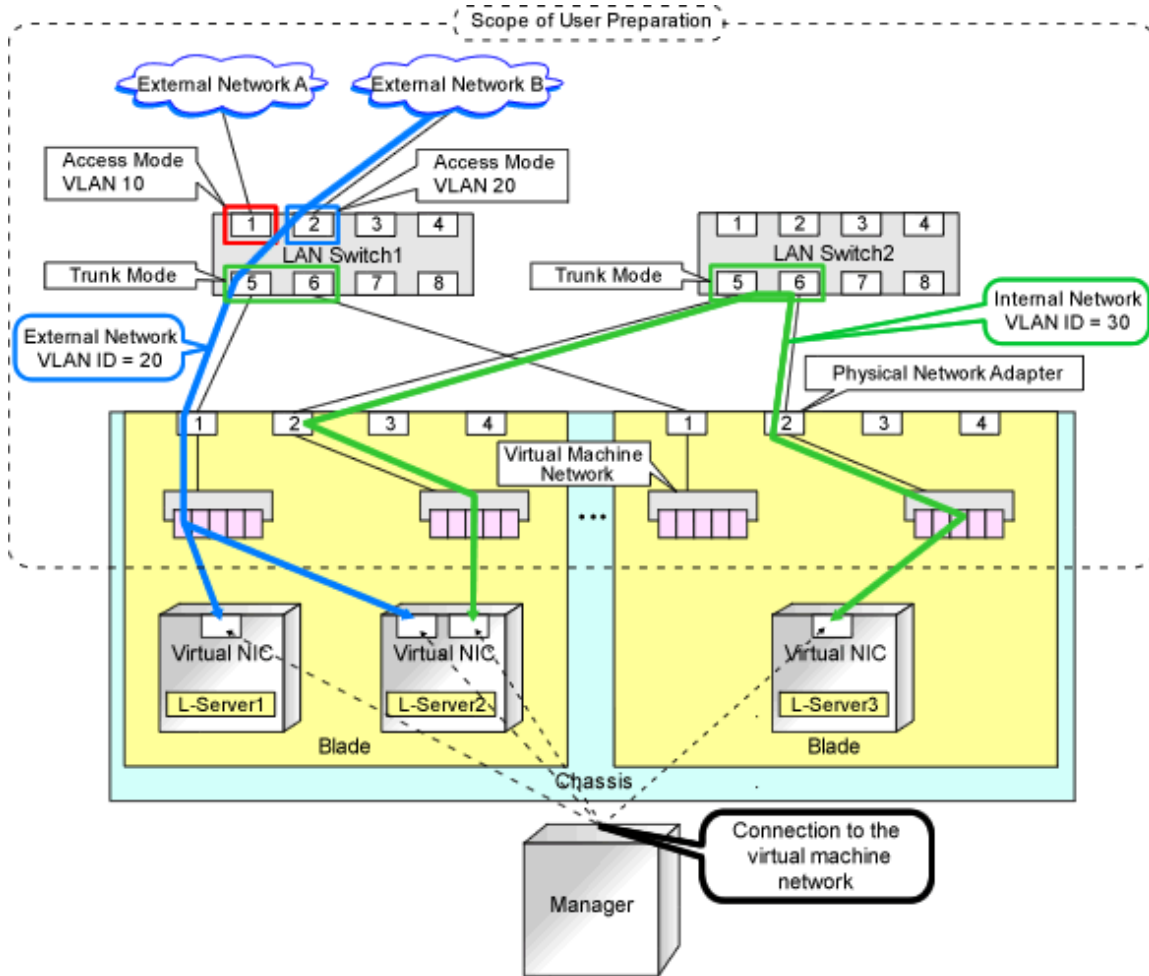 Scope of User Preparation
External Network A
External Network B
Access Mode
VLAN 10
Access Mode
VLAN 20
1
2
3
4
LAN Switch1
5
6
7
8
Trunk Mode
1
2
3
4
LAN Switch2
5
6
7
8
Trunk Mode
External Network
VLAN ID = 20
Internal Network
VLAN ID = 30
Physical Network Adapter
1
2
3
4
1
2
3
4
Virtual Machine
Network
...
Virtual NIC
L-Server1
Virtual NIC
L-Server2
Virtual NIC
L-Server3
Blade
Blade
Chassis
Connection to the
virtual machine
network
Manager